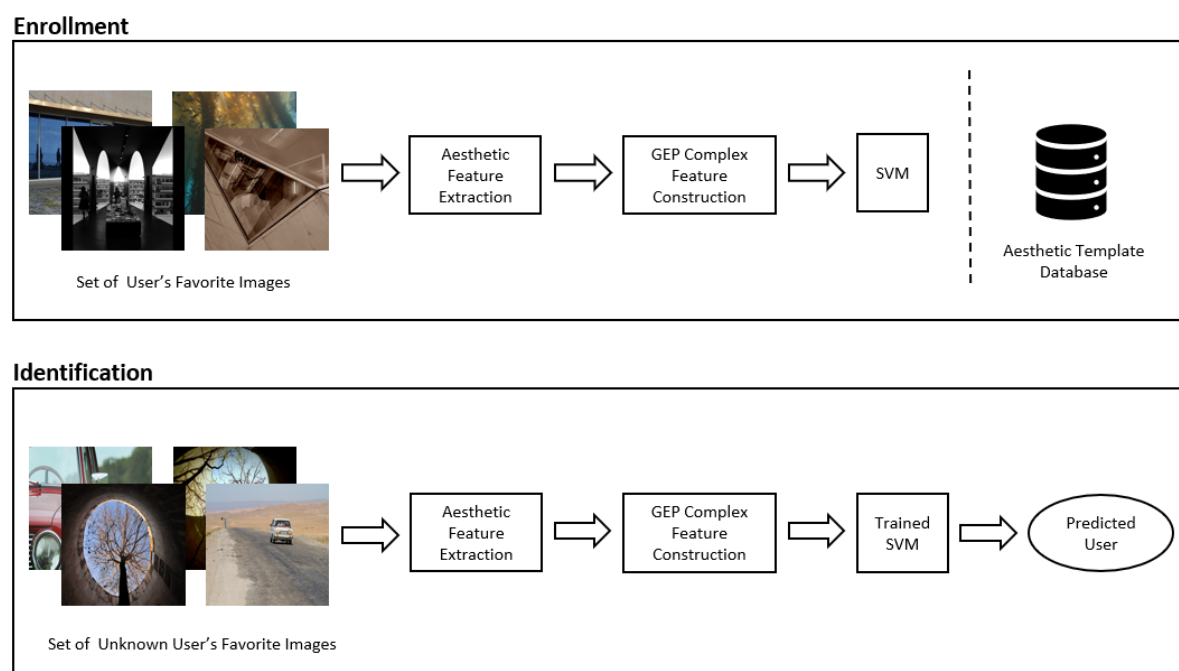 Enrollment
Aesthetic
Feature
Extraction
GEP Complex
Feature
Construction
SVM
Set of User's Favorite Images
Aesthetic Template
Database
Identification
Aesthetic
Feature
Extraction
GEP Complex
Feature
Construction
Trained
SVM
Predicted
User
Set of Unknown User's Favorite Images